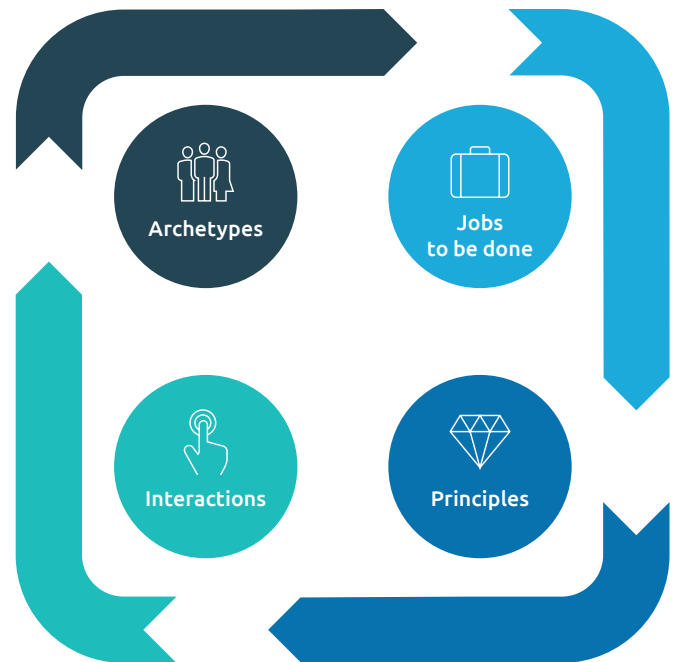 Archetypes
Jobs
to be done
Interactions
Principles